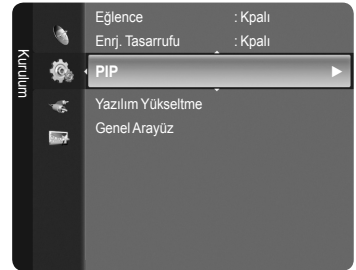 Kurulum
Eğlence : Kpalı
Enrj. Tasarrufu : Kpalı
PIP
Yazılım Yükseltme
Genel Arayüz